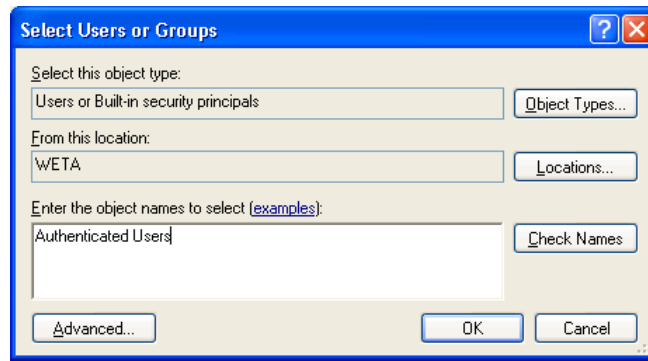 Select Users or Groups
Select this object type:
Users or Built-in security principals
Object Types...
From this location:
WETA
Locations...
Enter the object names to select (examples):
Authenticated Users
Check Names
Advanced...
OK
Cancel